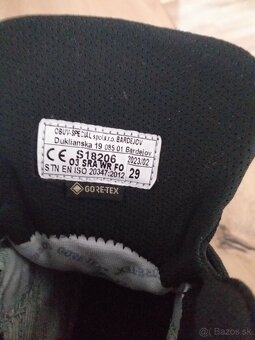 OBUV-ŠPECIÁL spol.s r.o. BARDEJOV
Duklianska 19 085 01 Bardejov
CE S18206 2023/02
O3 SRA WR FO 29
STN EN ISO 20347:2012
GORE-TEX
Bazos.sk